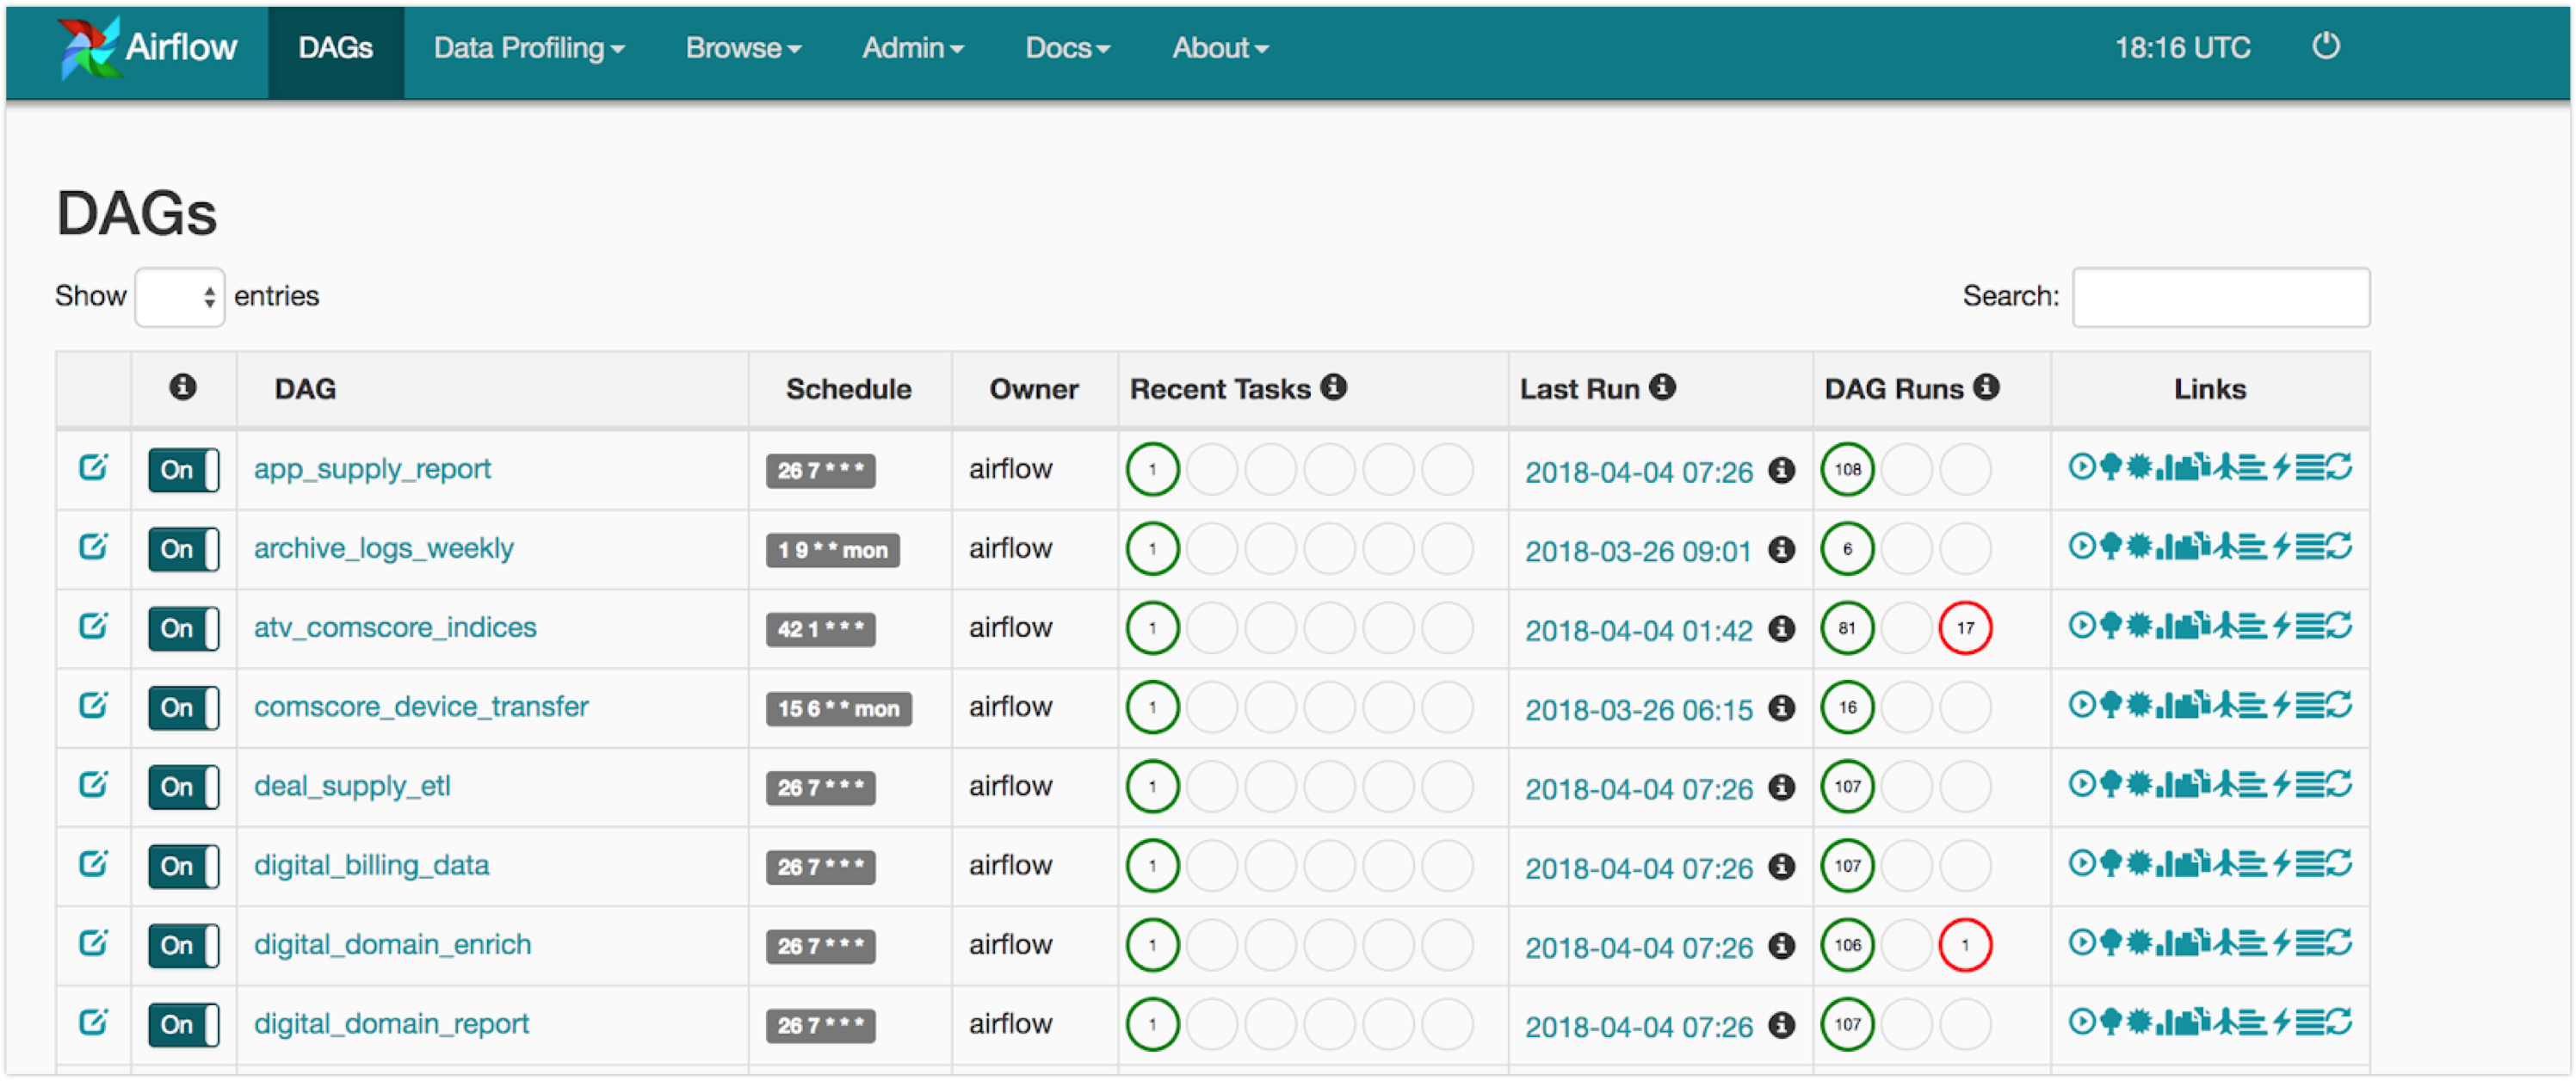 Airflow DAGs Data Profiling Browse Admin Docs About 18:16 UTC
DAGs
Show entries Search:
DAG Schedule Owner Recent Tasks Last Run DAG Runs Links
On app_supply_report 26 7 * * * airflow 1 2018-04-04 07:26 108
On archive_logs_weekly 1 9 * * mon airflow 1 2018-03-26 09:01 6
On atv_comscore_indices 42 1 * * * airflow 1 2018-04-04 01:42 81 17
On comscore_device_transfer 15 6 * * mon airflow 1 2018-03-26 06:15 16
On deal_supply_etl 26 7 * * * airflow 1 2018-04-04 07:26 107
On digital_billing_data 26 7 * * * airflow 1 2018-04-04 07:26 107
On digital_domain_enrich 26 7 * * * airflow 1 2018-04-04 07:26 106 1
On digital_domain_report 26 7 * * * airflow 1 2018-04-04 07:26 107